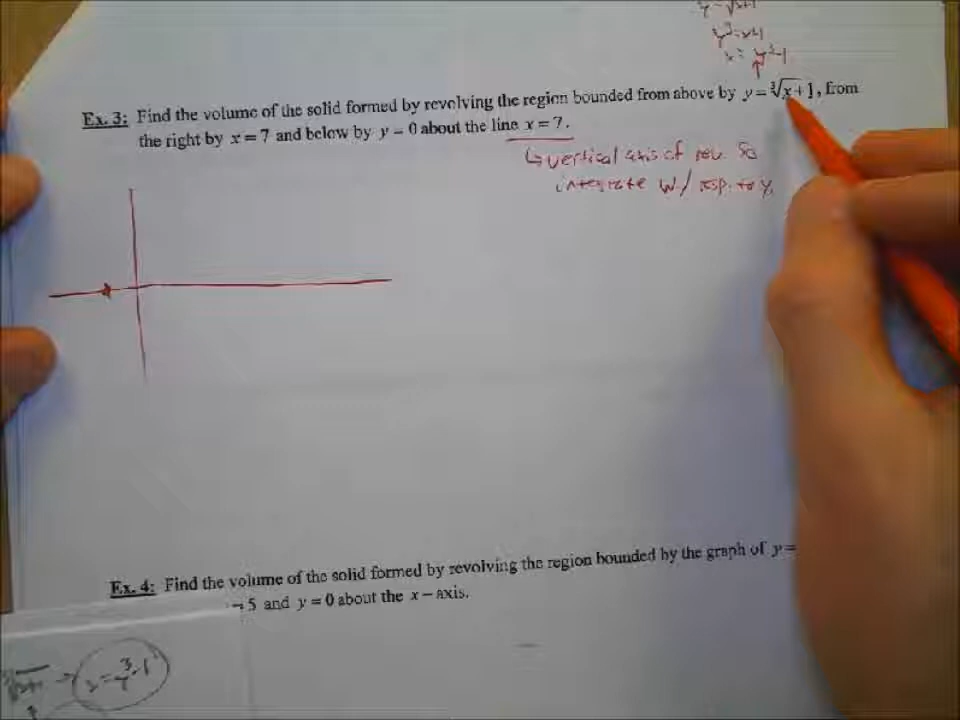 y = ∛x+1
y³=x+1
x = y³-1
Ex. 3: Find the volume of the solid formed by revolving the region bounded from above by y = ∛x+1, from
the right by x = 7 and below by y = 0 about the line x = 7.
↳ vertical axis of rev. So
integrate w/ resp. to y.
Ex. 4: Find the volume of the solid formed by revolving the region bounded by the graph of y =
- 5 and y = 0 about the x – axis.
∛x+1 → x = y³-1